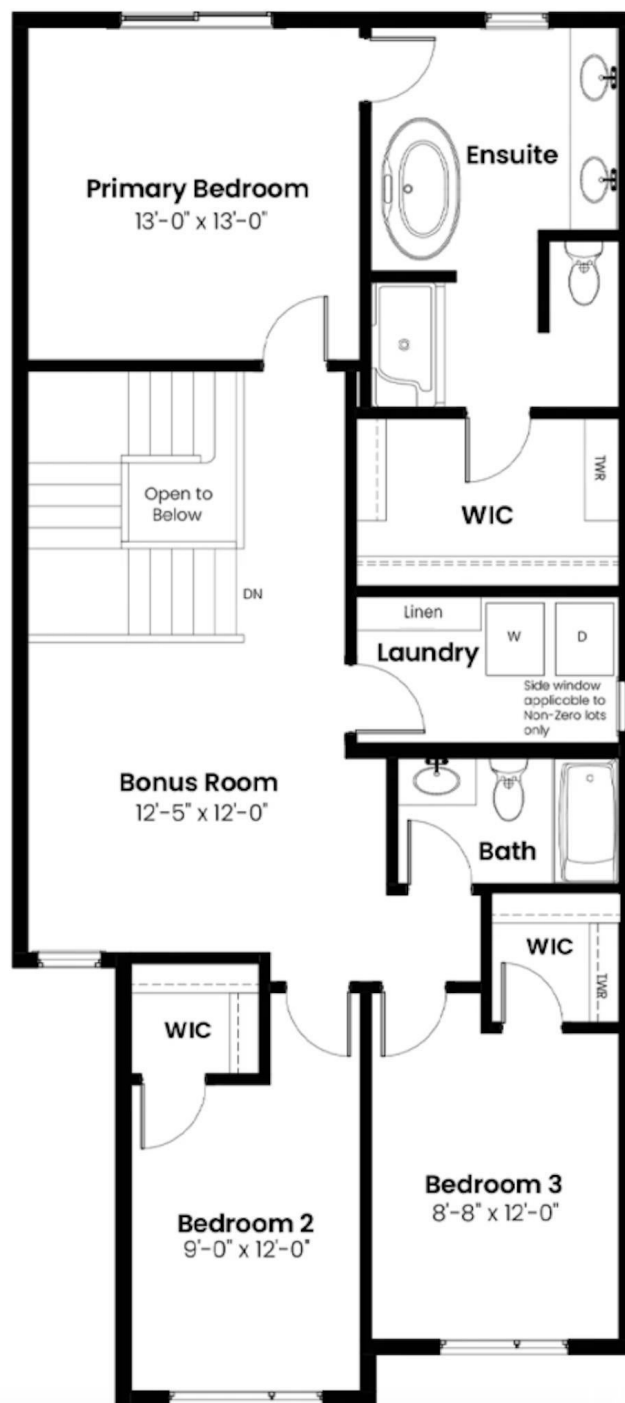 Ensuite
Primary Bedroom
13'-0" x 13'-0"
TWR
Open to
Below
WIC
DN
Linen
W
D
Laundry
Side window
applicable to
Non-Zero lots
only
Bonus Room
12'-5" x 12'-0"
Bath
WIC
TWR
WIC
Bedroom 3
8'-8" x 12'-0"
Bedroom 2
9'-0" x 12'-0"